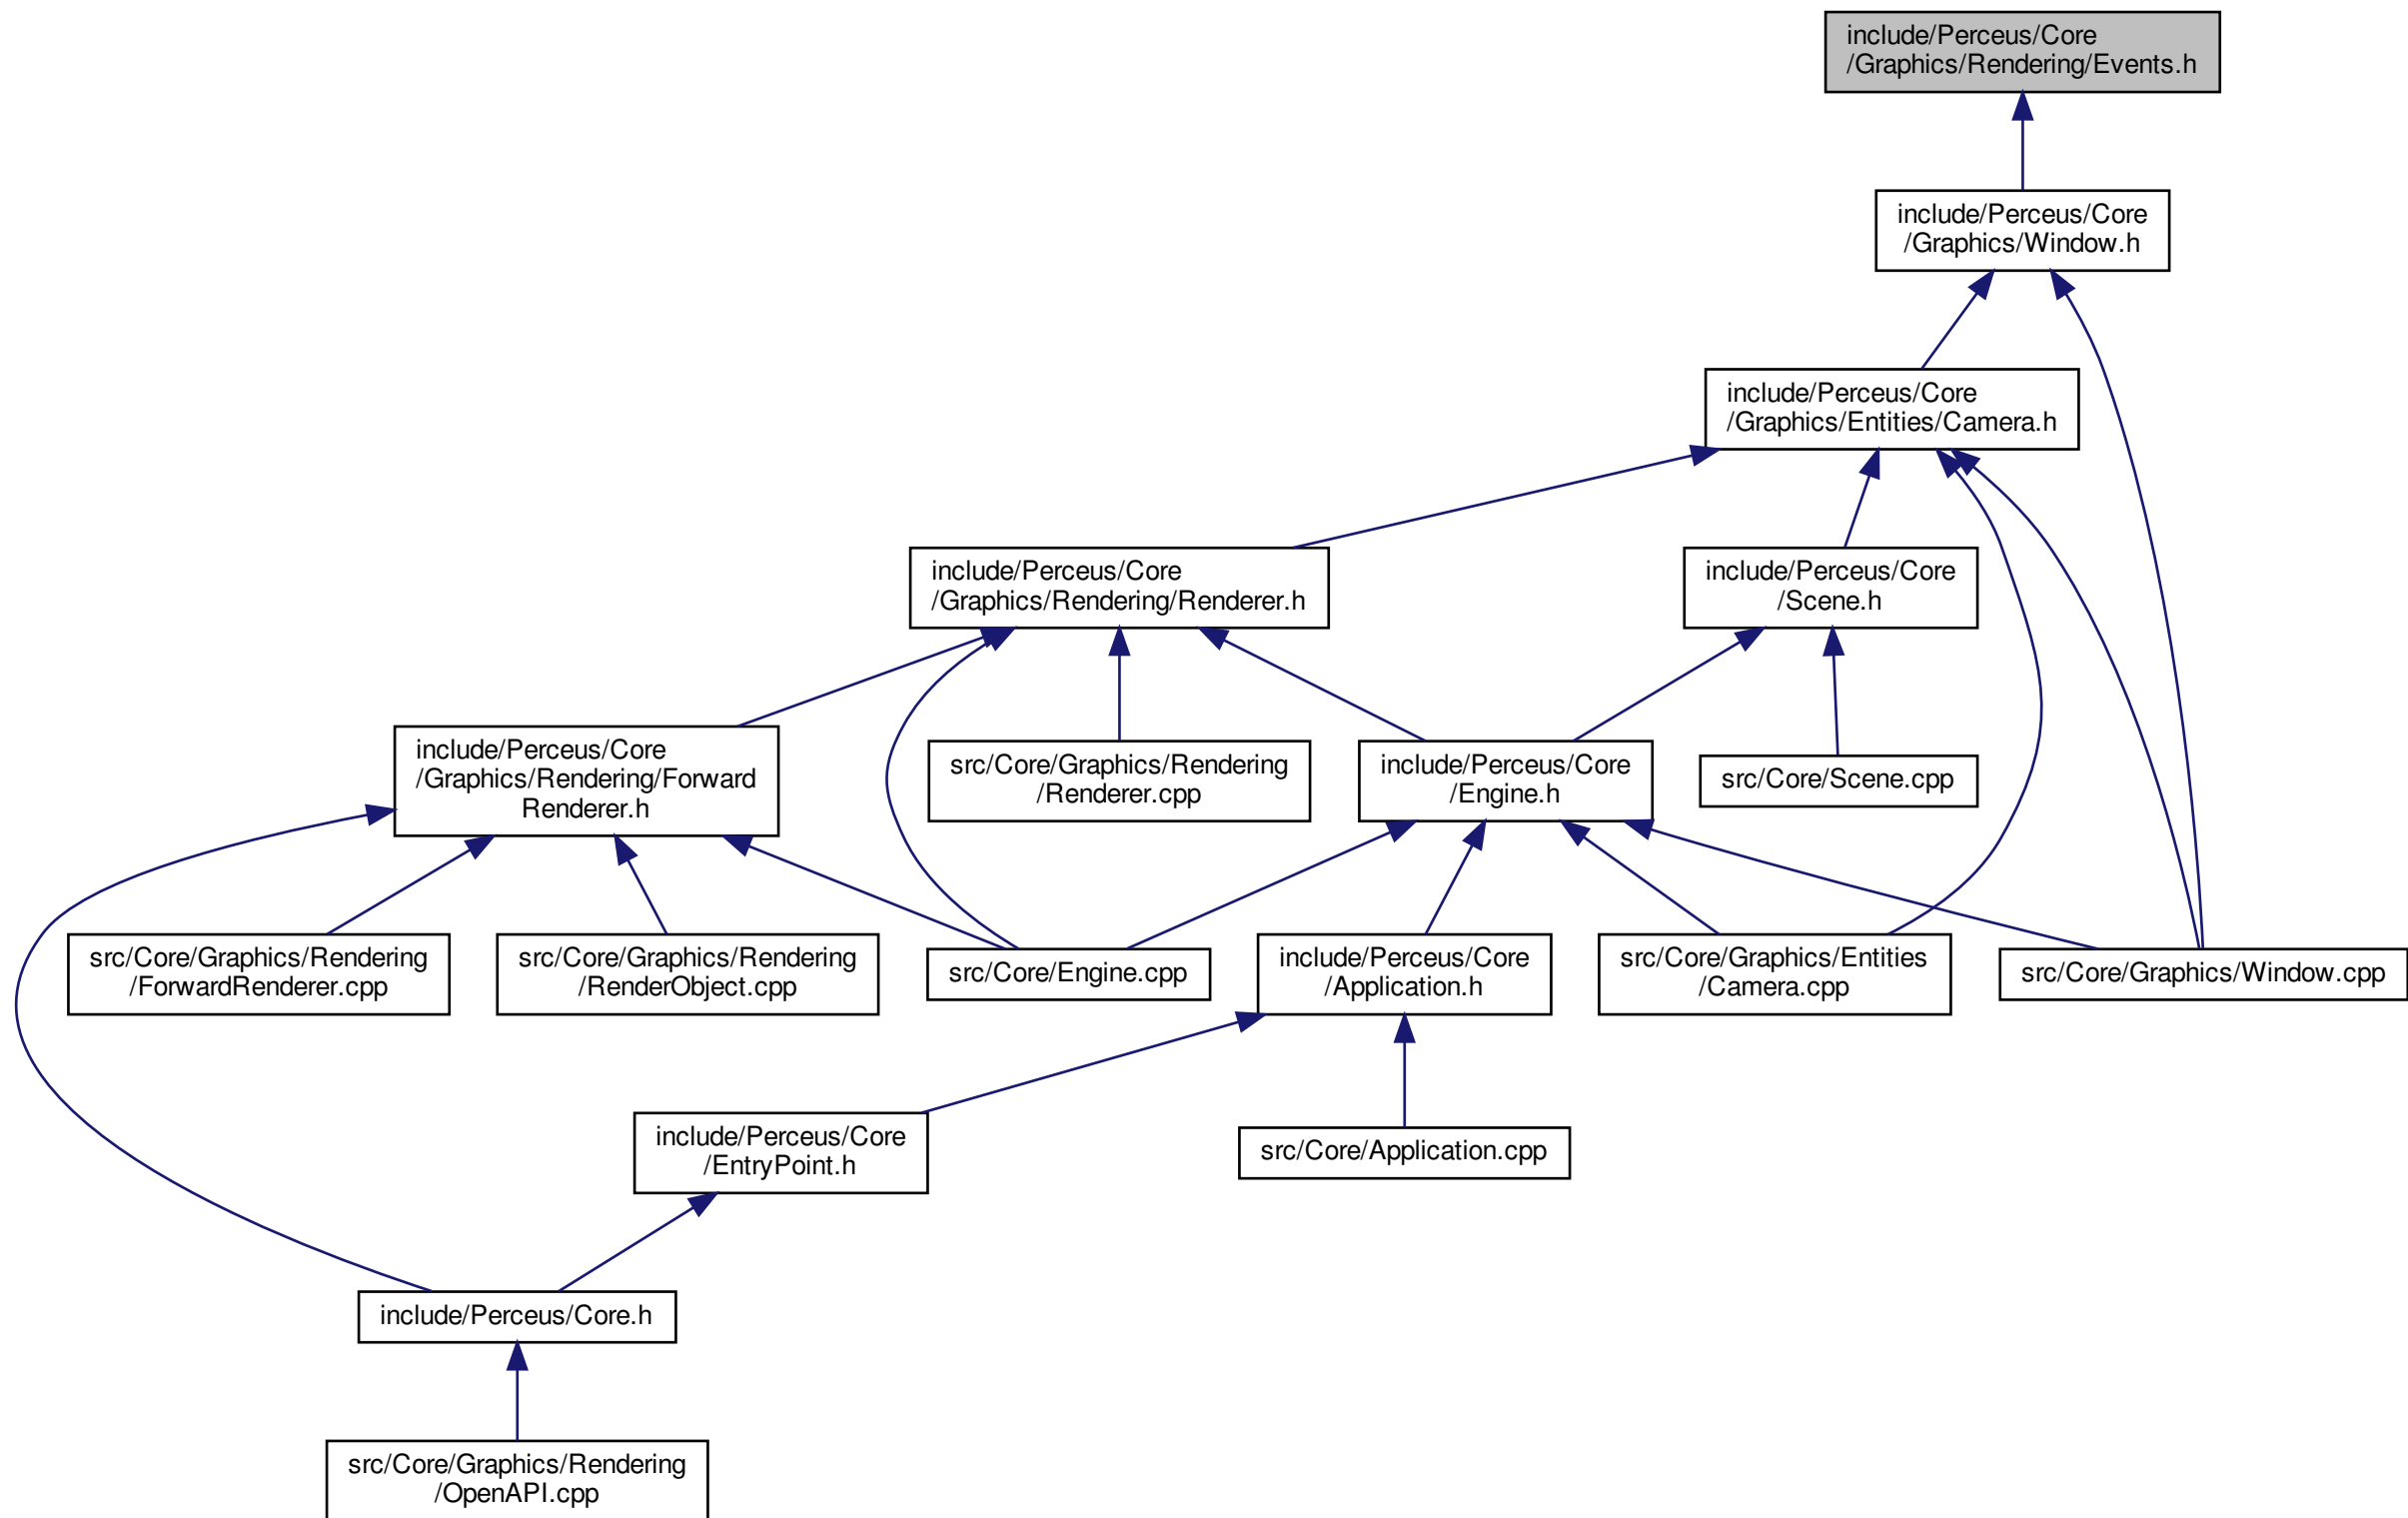 include/Perceus/Core
/Graphics/Rendering/Events.h
include/Perceus/Core
/Graphics/Window.h
include/Perceus/Core
/Graphics/Entities/Camera.h
include/Perceus/Core
/Graphics/Rendering/Renderer.h
include/Perceus/Core
/Scene.h
include/Perceus/Core
/Graphics/Rendering/Forward
Renderer.h
src/Core/Graphics/Rendering
/Renderer.cpp
include/Perceus/Core
/Engine.h
src/Core/Scene.cpp
src/Core/Graphics/Rendering
/ForwardRenderer.cpp
src/Core/Graphics/Rendering
/RenderObject.cpp
src/Core/Engine.cpp
include/Perceus/Core
/Application.h
src/Core/Graphics/Entities
/Camera.cpp
src/Core/Graphics/Window.cpp
include/Perceus/Core
/EntryPoint.h
src/Core/Application.cpp
include/Perceus/Core.h
src/Core/Graphics/Rendering
/OpenAPI.cpp